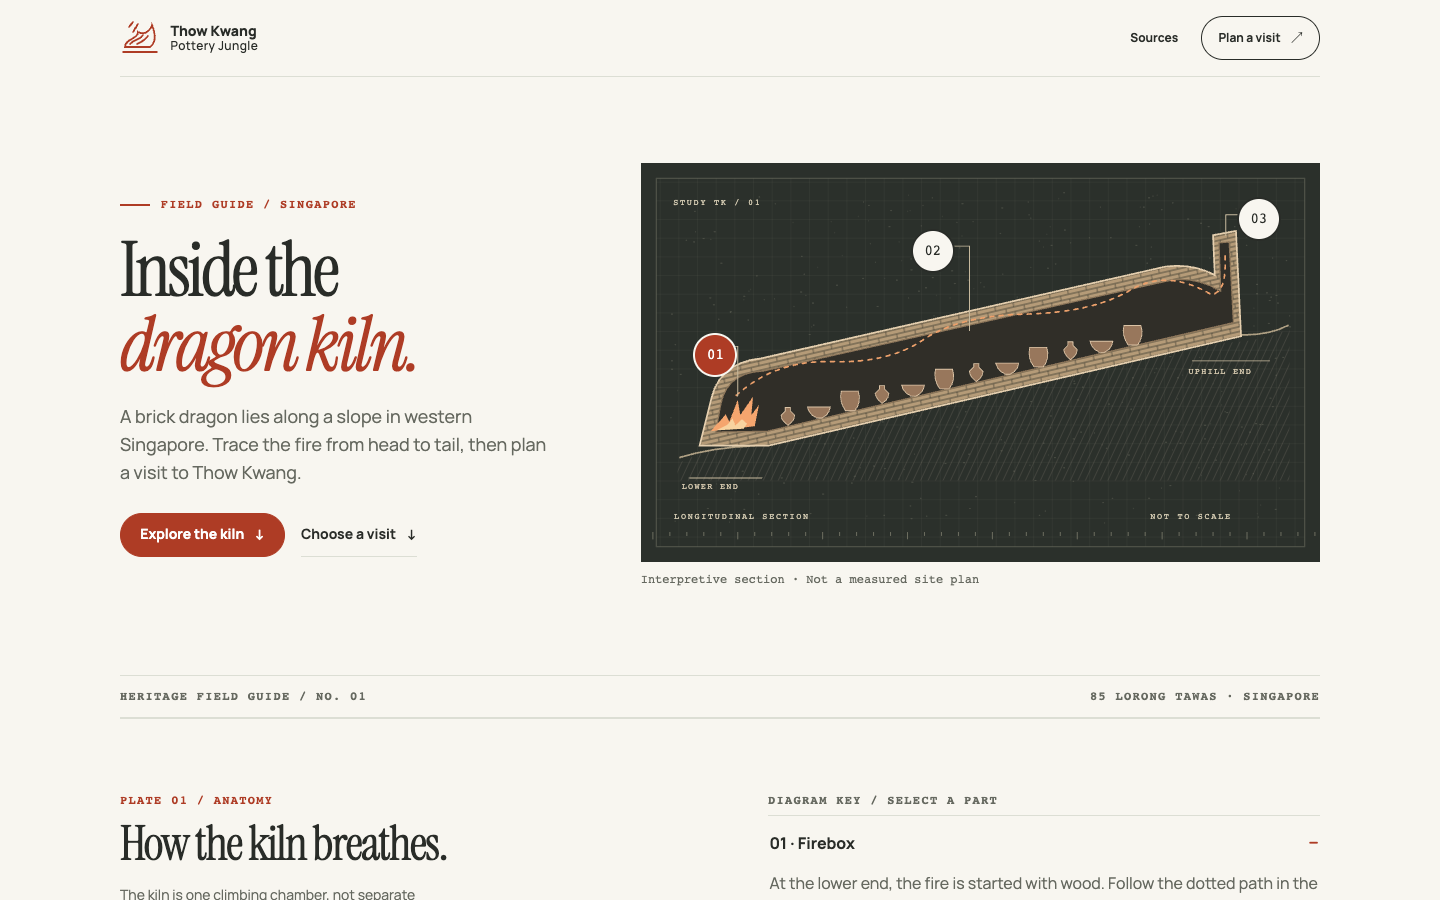 Thow Kwang
Pottery Jungle
Sources
Plan a visit ↗
FIELD GUIDE / SINGAPORE
Inside the
dragon kiln.
A brick dragon lies along a slope in western
Singapore. Trace the fire from head to tail, then plan
a visit to Thow Kwang.
Explore the kiln ↓
Choose a visit ↓
STUDY TK / 01
03
02
01
UPHILL END
LOWER END
LONGITUDINAL SECTION
NOT TO SCALE
Interpretive section · Not a measured site plan
HERITAGE FIELD GUIDE / NO. 01
85 LORONG TAWAS · SINGAPORE
PLATE 01 / ANATOMY
How the kiln breathes.
The kiln is one climbing chamber, not separate
DIAGRAM KEY / SELECT A PART
01 · Firebox −
At the lower end, the fire is started with wood. Follow the dotted path in the